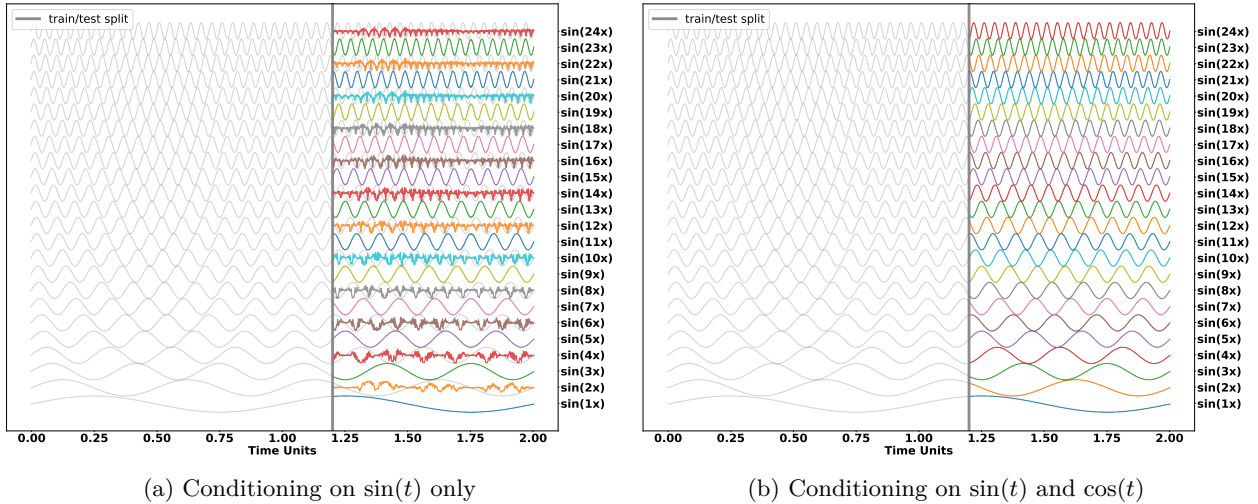 train/test split
sin(24x)
sin(23x)
sin(22x)
sin(21x)
sin(20x)
sin(19x)
sin(18x)
sin(17x)
sin(16x)
sin(15x)
sin(14x)
sin(13x)
sin(12x)
sin(11x)
sin(10x)
sin(9x)
sin(8x)
sin(7x)
sin(6x)
sin(5x)
sin(4x)
sin(3x)
sin(2x)
sin(1x)
0.00 0.25 0.50 0.75 1.00 1.25 1.50 1.75 2.00
Time Units
(a) Conditioning on sin(t) only
train/test split
sin(24x)
sin(23x)
sin(22x)
sin(21x)
sin(20x)
sin(19x)
sin(18x)
sin(17x)
sin(16x)
sin(15x)
sin(14x)
sin(13x)
sin(12x)
sin(11x)
sin(10x)
sin(9x)
sin(8x)
sin(7x)
sin(6x)
sin(5x)
sin(4x)
sin(3x)
sin(2x)
sin(1x)
0.00 0.25 0.50 0.75 1.00 1.25 1.50 1.75 2.00
Time Units
(b) Conditioning on sin(t) and cos(t)